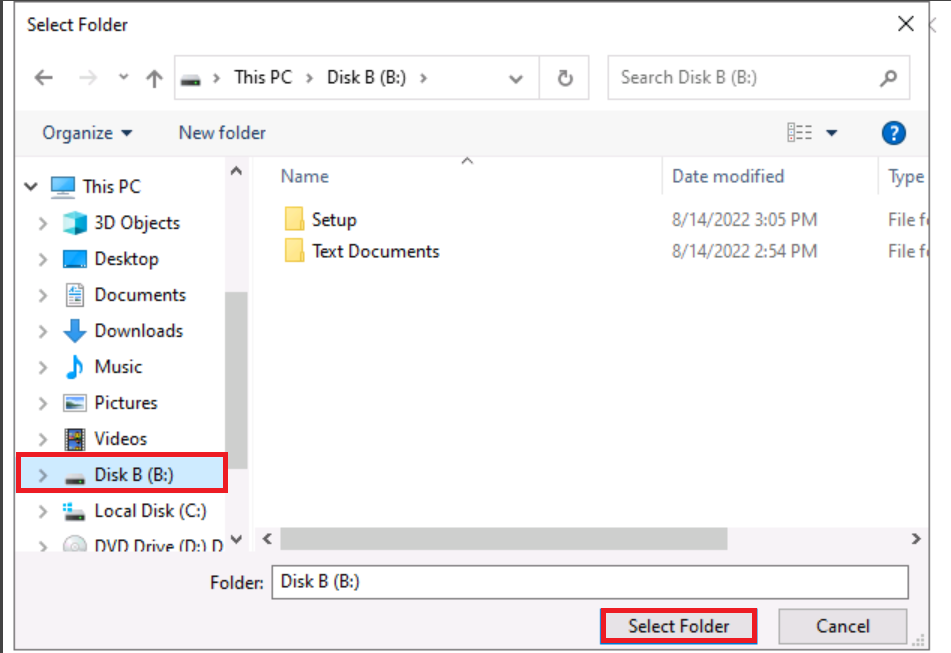 Select Folder
This PC > Disk B (B:) >
Search Disk B (B:)
Organize
New folder
?
This PC
3D Objects
Desktop
Documents
Downloads
Music
Pictures
Videos
Disk B (B:)
Local Disk (C:)
DVD Drive (D:) D
Name Date modified Type
Setup 8/14/2022 3:05 PM File f
Text Documents 8/14/2022 2:54 PM File f
Folder: Disk B (B:)
Select Folder Cancel